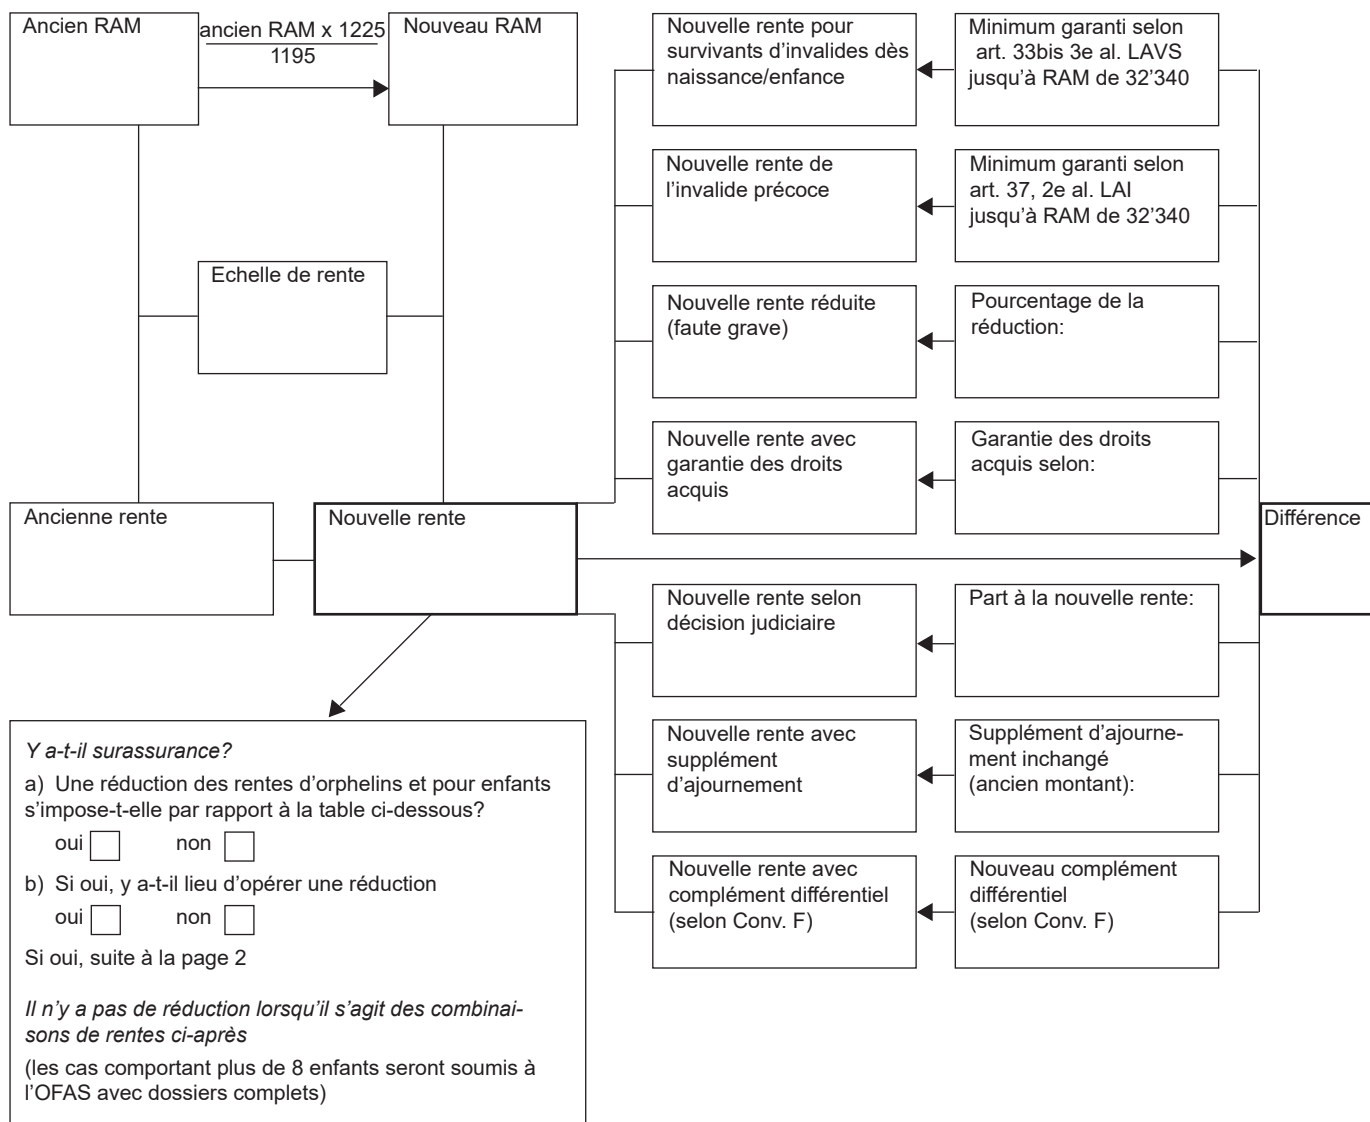 Ancien RAM
ancien RAM x 1225
1195
Nouveau RAM
Echelle de rente
Ancienne rente
Nouvelle rente
Nouvelle rente pour
survivants d'invalides dès
naissance/enfance
Minimum garanti selon
art. 33bis 3e al. LAVS
jusqu'à RAM de 32'340
Nouvelle rente de
l'invalide précoce
Minimum garanti selon
art. 37, 2e al. LAI
jusqu'à RAM de 32'340
Nouvelle rente réduite
(faute grave)
Pourcentage de la
réduction:
Nouvelle rente avec
garantie des droits
acquis
Garantie des droits
acquis selon:
Différence
Nouvelle rente selon
décision judiciaire
Part à la nouvelle rente:
Nouvelle rente avec
supplément
d'ajournement
Supplément d'ajourne-
ment inchangé
(ancien montant):
Nouvelle rente avec
complément différentiel
(selon Conv. F)
Nouveau complément
différentiel
(selon Conv. F)
Y a-t-il surassurance?
a) Une réduction des rentes d'orphelins et pour enfants
s'impose-t-elle par rapport à la table ci-dessous?
oui non
b) Si oui, y a-t-il lieu d'opérer une réduction
oui non
Si oui, suite à la page 2
Il n'y a pas de réduction lorsqu'il s'agit des combinai-
sons de rentes ci-après
(les cas comportant plus de 8 enfants seront soumis à
l'OFAS avec dossiers complets)